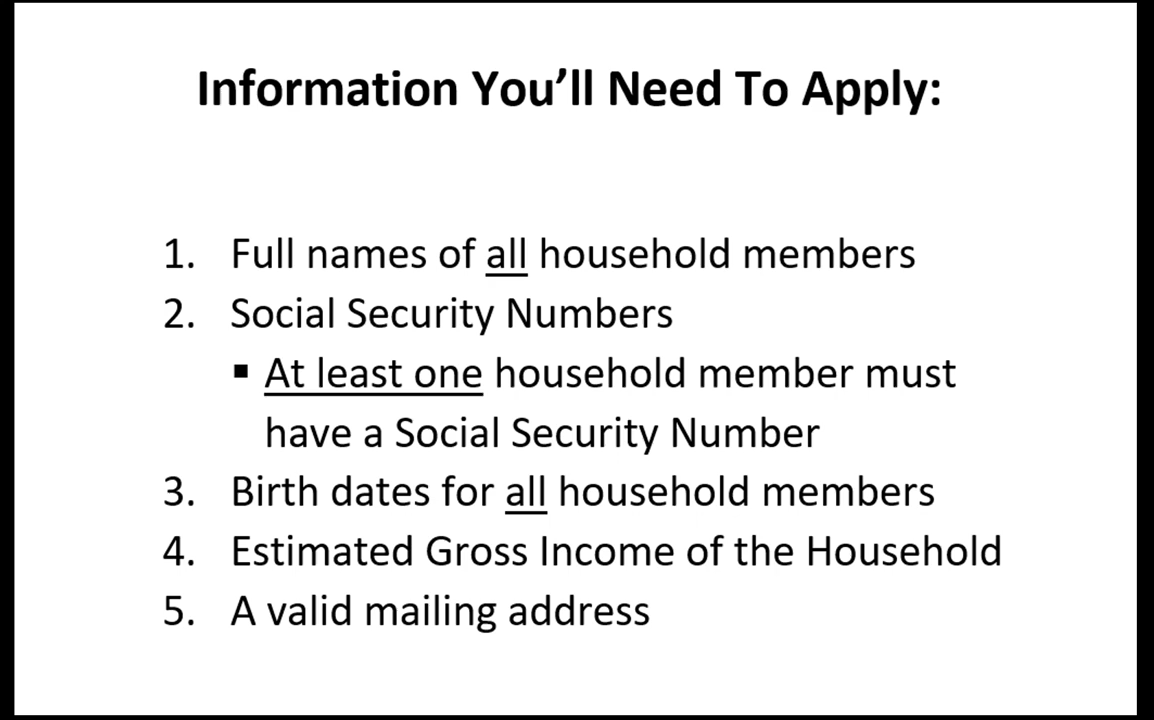 Information You’ll Need To Apply:
1. Full names of all household members
2. Social Security Numbers
▪ At least one household member must
have a Social Security Number
3. Birth dates for all household members
4. Estimated Gross Income of the Household
5. A valid mailing address